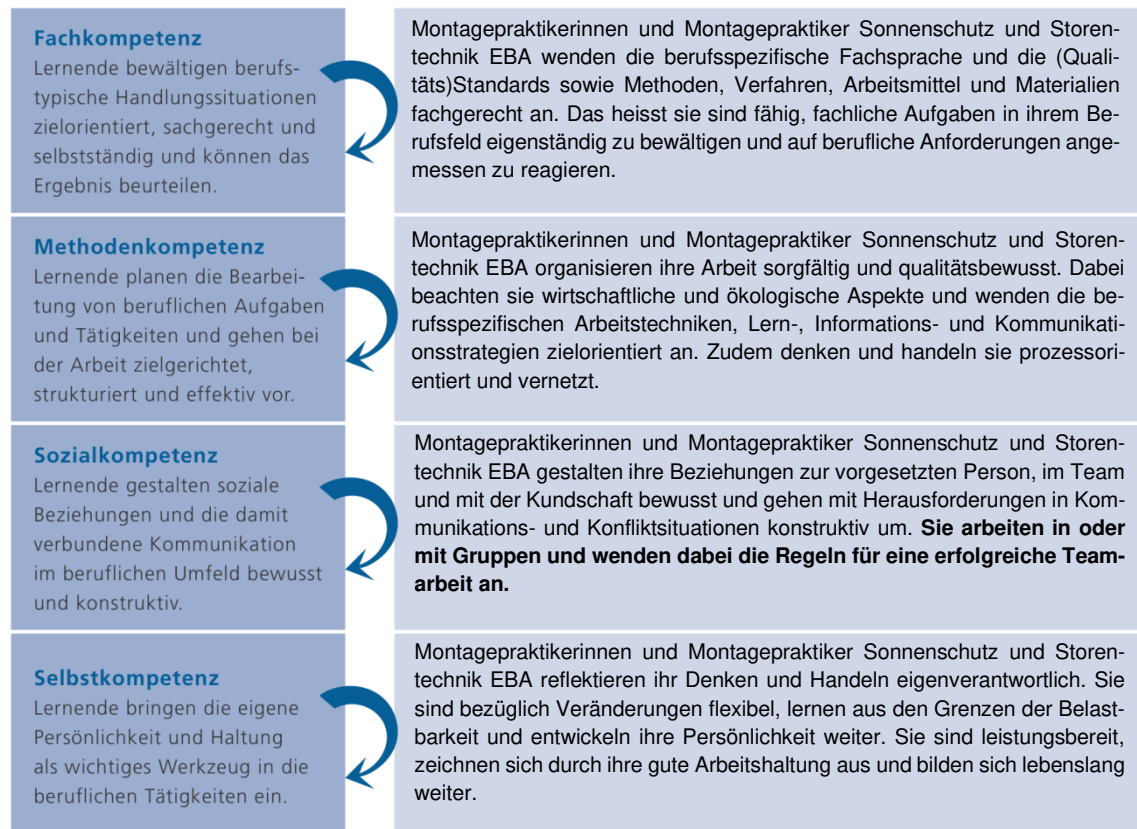 Fachkompetenz
Lernende bewältigen berufs-
typische Handlungssituationen
zielorientiert, sachgerecht und
selbstständig und können das
Ergebnis beurteilen.
Montagepraktikerinnen und Montagepraktiker Sonnenschutz und Storen-
technik EBA wenden die berufsspezifische Fachsprache und die (Quali-
täts)Standards sowie Methoden, Verfahren, Arbeitsmittel und Materialien
fachgerecht an. Das heisst sie sind fähig, fachliche Aufgaben in ihrem Be-
rufsfeld eigenständig zu bewältigen und auf berufliche Anforderungen ange-
messen zu reagieren.
Methodenkompetenz
Lernende planen die Bearbei-
tung von beruflichen Aufgaben
und Tätigkeiten und gehen bei
der Arbeit zielgerichtet,
strukturiert und effektiv vor.
Montagepraktikerinnen und Montagepraktiker Sonnenschutz und Storen-
technik EBA organisieren ihre Arbeit sorgfältig und qualitätsbewusst. Dabei
beachten sie wirtschaftliche und ökologische Aspekte und wenden die be-
rufsspezifischen Arbeitstechniken, Lern-, Informations- und Kommunikati-
onsstrategien zielorientiert an. Zudem denken und handeln sie prozessori-
entiert und vernetzt.
Sozialkompetenz
Lernende gestalten soziale
Beziehungen und die damit
verbundene Kommunikation
im beruflichen Umfeld bewusst
und konstruktiv.
Montagepraktikerinnen und Montagepraktiker Sonnenschutz und Storen-
technik EBA gestalten ihre Beziehungen zur vorgesetzten Person, im Team
und mit der Kundschaft bewusst und gehen mit Herausforderungen in Kom-
munikations- und Konfliktsituationen konstruktiv um. Sie arbeiten in oder
mit Gruppen und wenden dabei die Regeln für eine erfolgreiche Team-
arbeit an.
Selbstkompetenz
Lernende bringen die eigene
Persönlichkeit und Haltung
als wichtiges Werkzeug in die
beruflichen Tätigkeiten ein.
Montagepraktikerinnen und Montagepraktiker Sonnenschutz und Storen-
technik EBA reflektieren ihr Denken und Handeln eigenverantwortlich. Sie
sind bezüglich Veränderungen flexibel, lernen aus den Grenzen der Belast-
barkeit und entwickeln ihre Persönlichkeit weiter. Sie sind leistungsbereit,
zeichnen sich durch ihre gute Arbeitshaltung aus und bilden sich lebenslang
weiter.